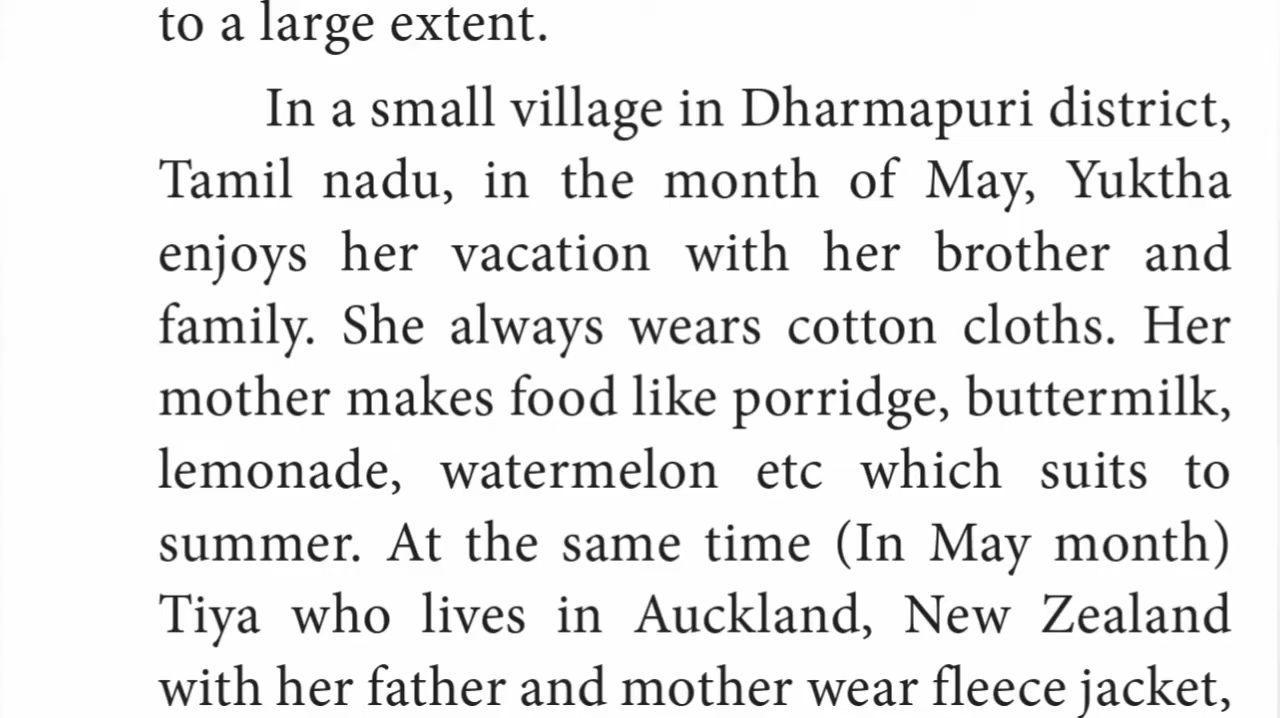 to a large extent.
In a small village in Dharmapuri district,
Tamil nadu, in the month of May, Yuktha
enjoys her vacation with her brother and
family. She always wears cotton cloths. Her
mother makes food like porridge, buttermilk,
lemonade, watermelon etc which suits to
summer. At the same time (In May month)
Tiya who lives in Auckland, New Zealand
with her father and mother wear fleece jacket,